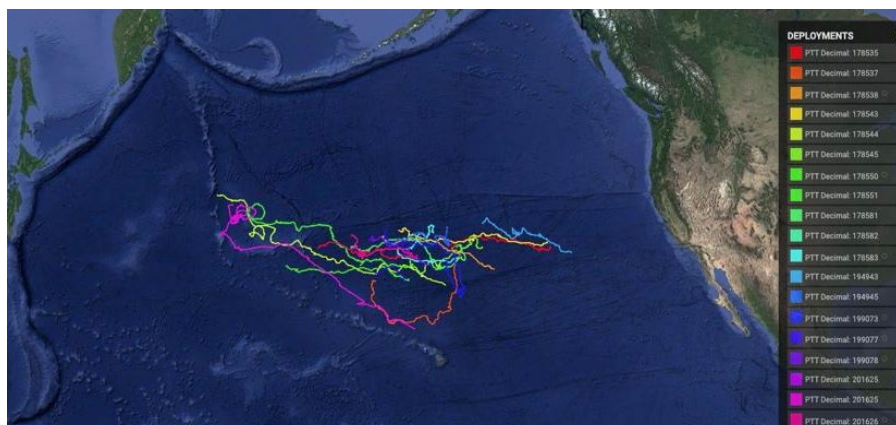 DEPLOYMENTS
PTT Decimal: 178535
PTT Decimal: 178537
PTT Decimal: 178538
PTT Decimal: 178543
PTT Decimal: 178544
PTT Decimal: 178545
PTT Decimal: 178550
PTT Decimal: 178551
PTT Decimal: 178581
PTT Decimal: 178582
PTT Decimal: 178583
PTT Decimal: 194943
PTT Decimal: 194945
PTT Decimal: 199073
PTT Decimal: 199077
PTT Decimal: 199078
PTT Decimal: 201625
PTT Decimal: 201625
PTT Decimal: 201626